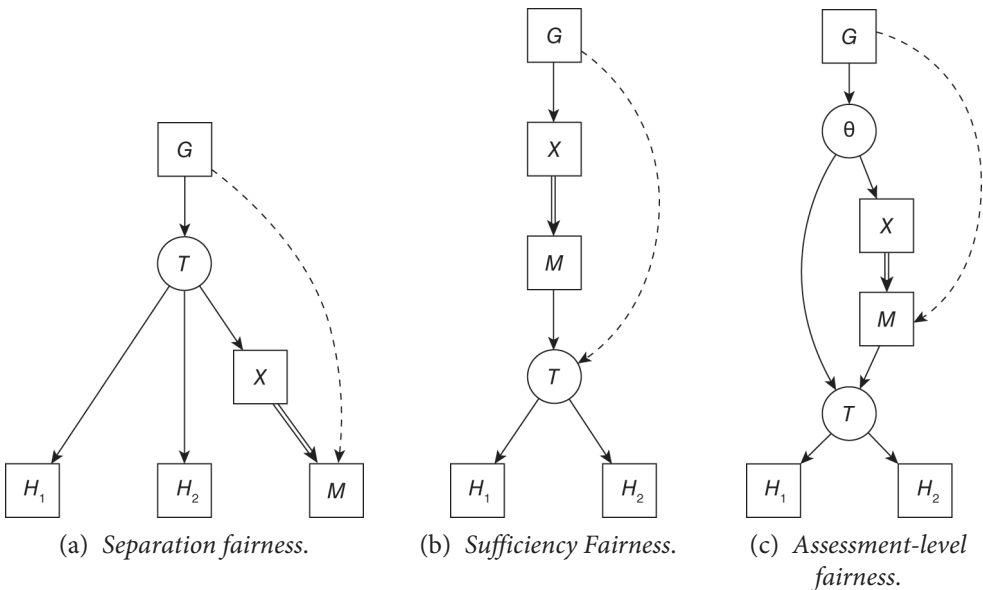 G
T
X
H₁
H₂
M
(a) Separation fairness.
G
X
M
T
H₁
H₂
(b) Sufficiency Fairness.
G
θ
X
M
T
H₁
H₂
(c) Assessment-level
fairness.